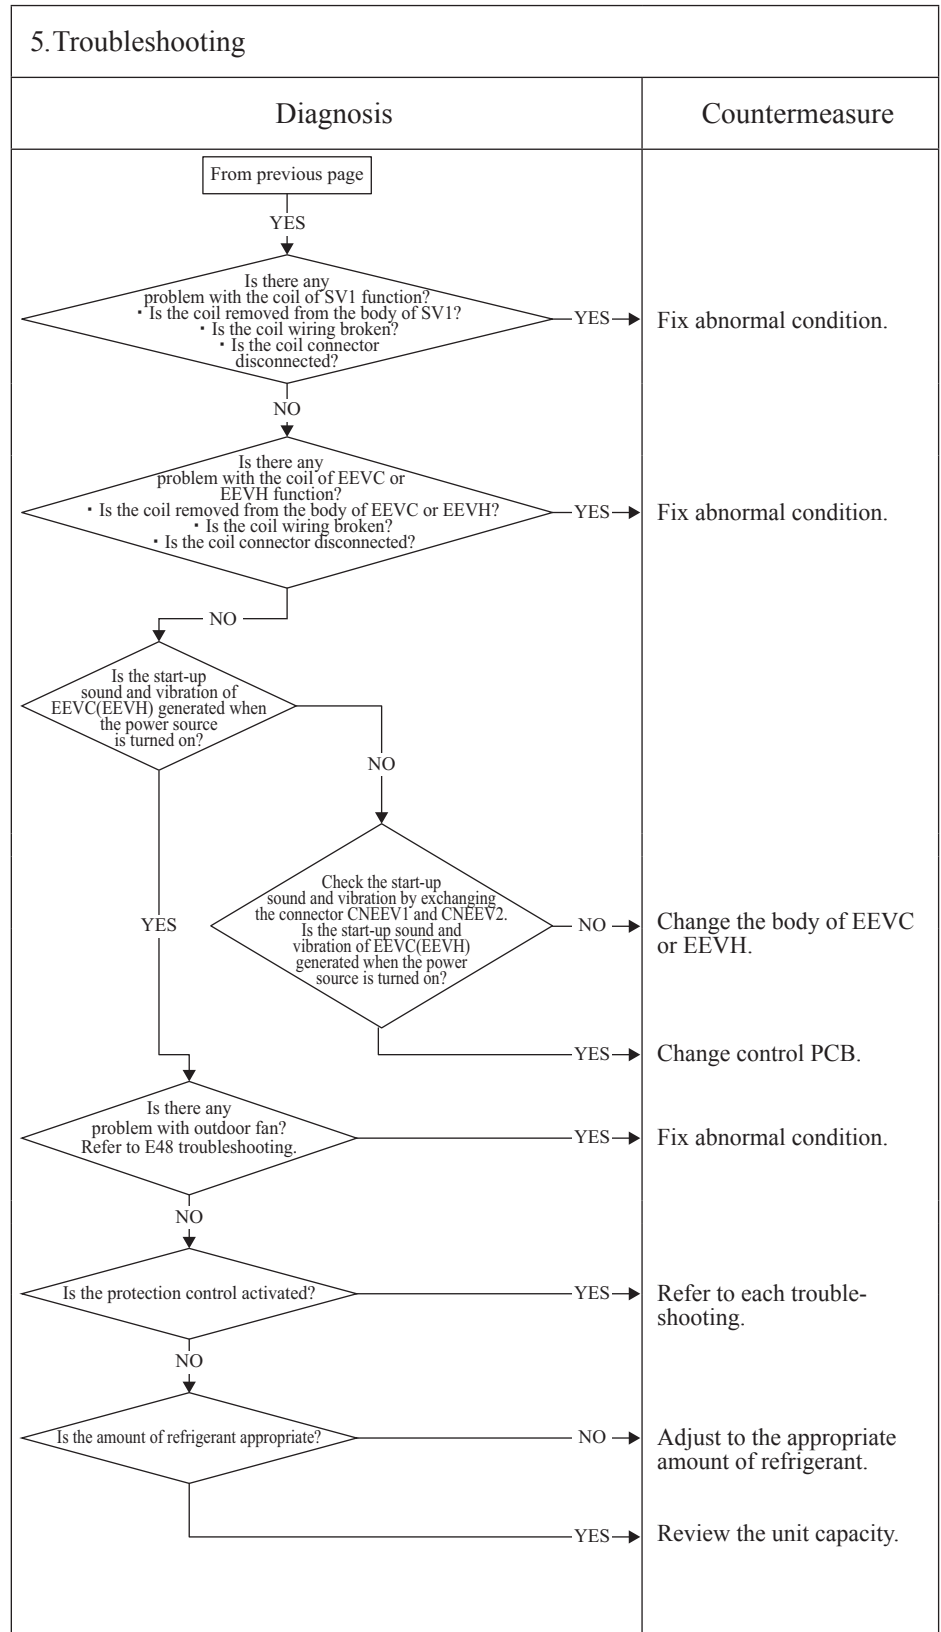 5.Troubleshooting
Diagnosis
Countermeasure
From previous page
YES
Is there any
problem with the coil of SV1 function?
・Is the coil removed from the body of SV1?
・Is the coil wiring broken?
・Is the coil connector
disconnected?
YES
Fix abnormal condition.
NO
Is there any
problem with the coil of EEVC or
EEVH function?
・Is the coil removed from the body of EEVC or EEVH?
・Is the coil wiring broken?
・Is the coil connector disconnected?
YES
Fix abnormal condition.
NO
Is the start-up
sound and vibration of
EEVC(EEVH) generated when
the power source
is turned on?
NO
Check the start-up
sound and vibration by exchanging
the connector CNEEV1 and CNEEV2.
Is the start-up sound and
vibration of EEVC(EEVH)
generated when the power
source is turned on?
NO
Change the body of EEVC
or EEVH.
YES
YES
Change control PCB.
Is there any
problem with outdoor fan?
Refer to E48 troubleshooting.
YES
Fix abnormal condition.
NO
Is the protection control activated?
YES
Refer to each trouble-
shooting.
NO
Is the amount of refrigerant appropriate?
NO
Adjust to the appropriate
amount of refrigerant.
YES
Review the unit capacity.